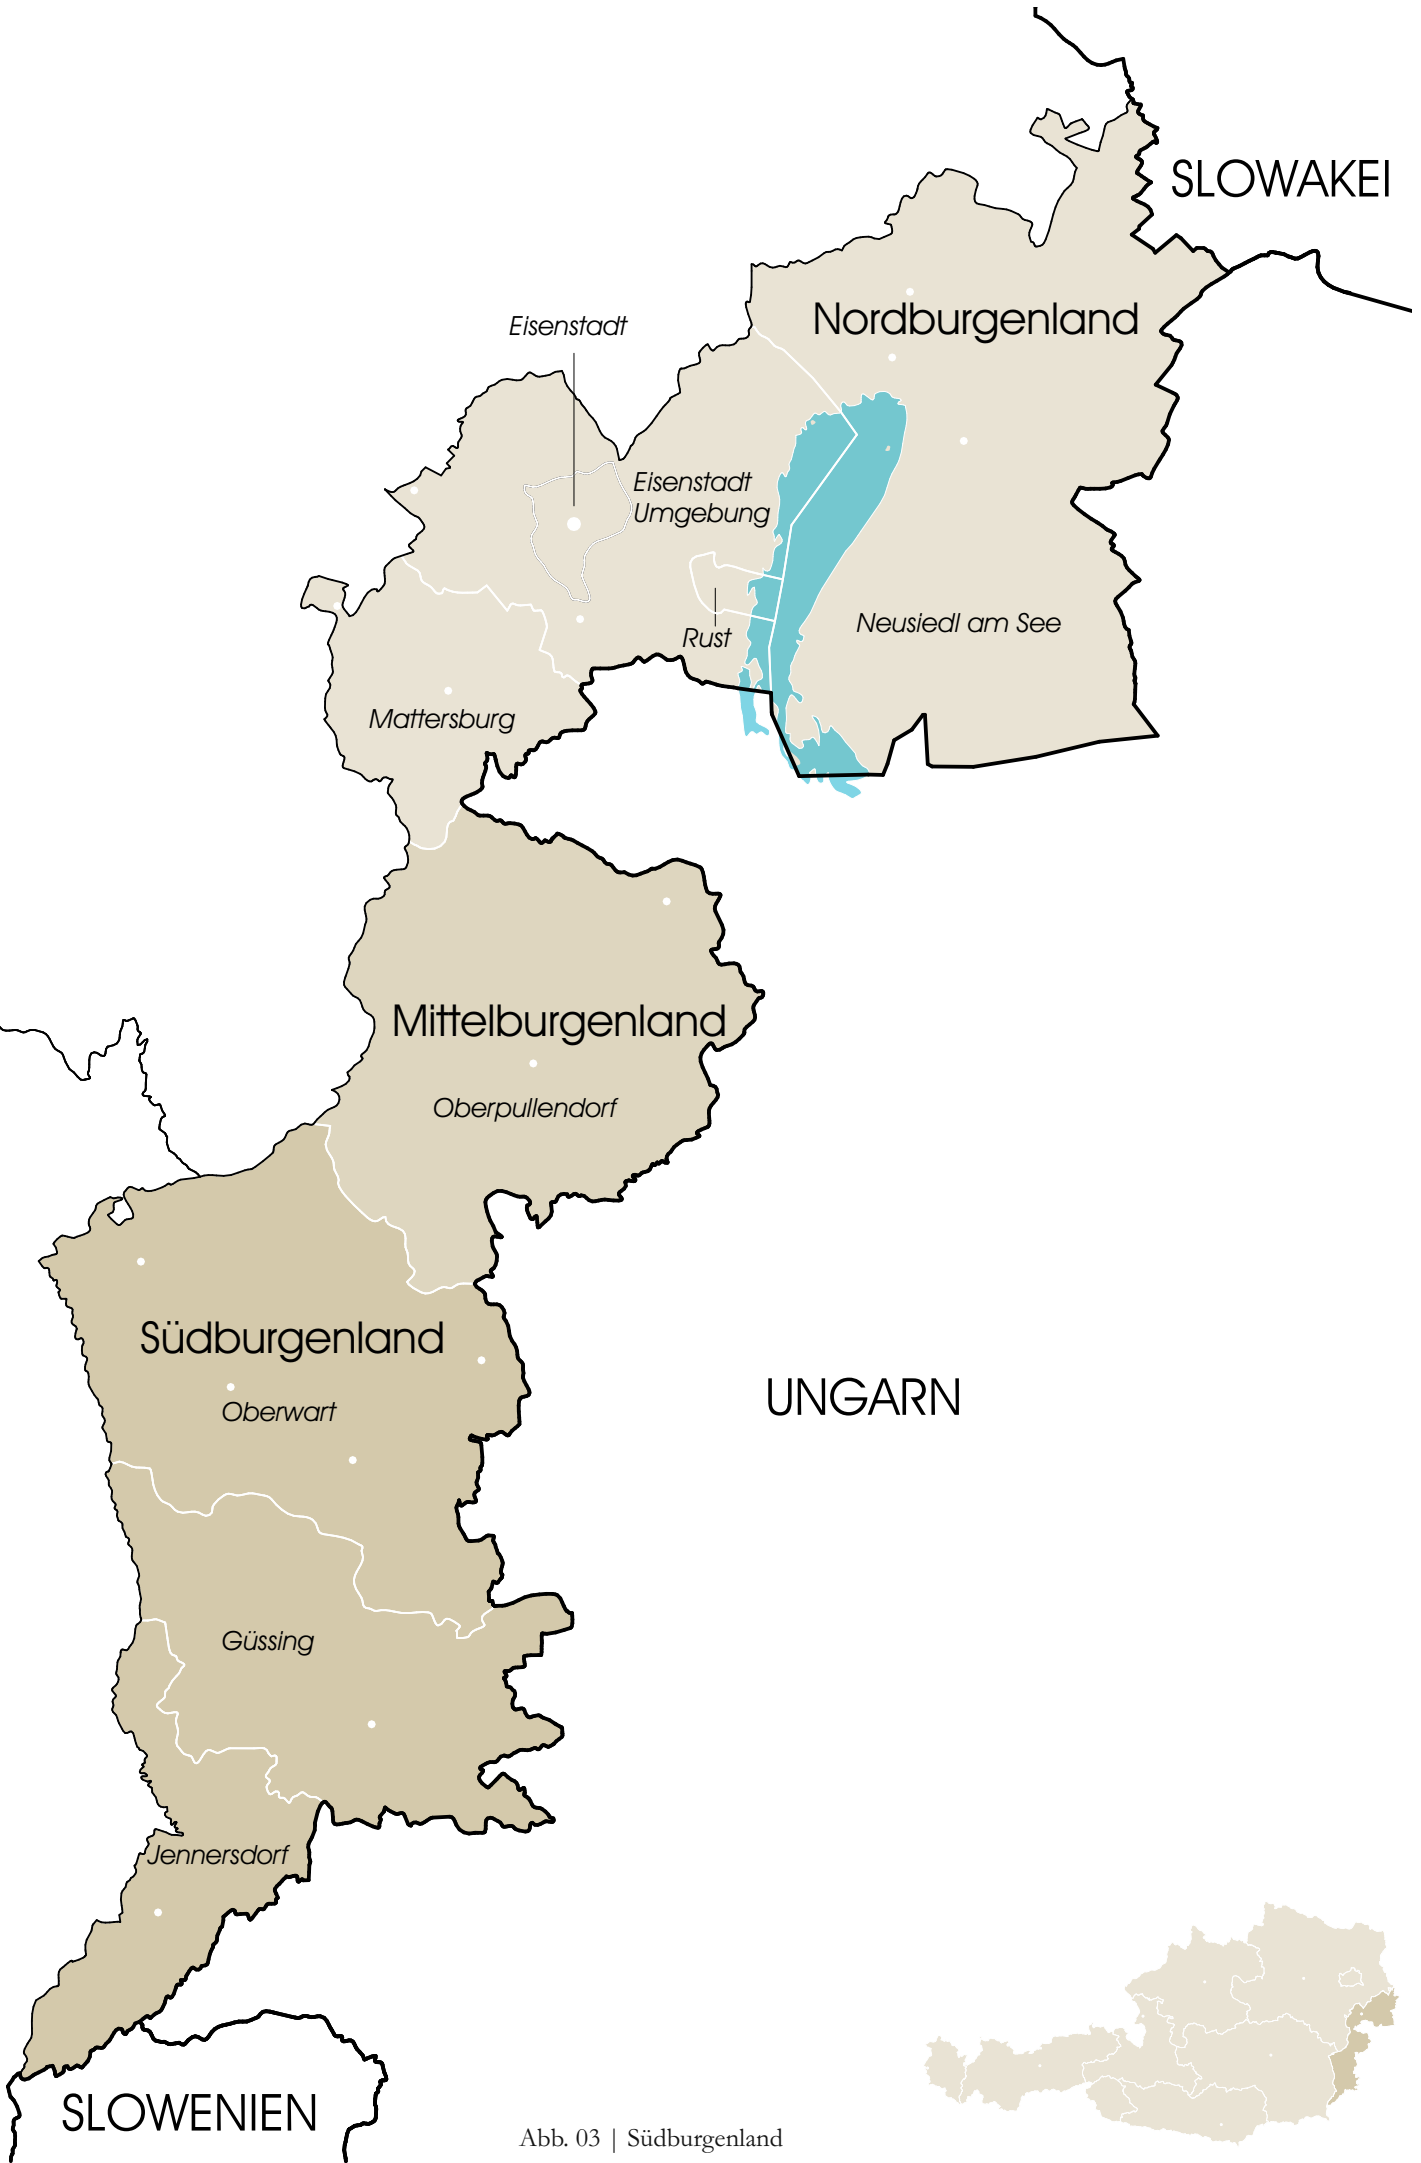 SLOWAKEI
Nordburgenland
Eisenstadt
Eisenstadt
Umgebung
Neusiedl am See
Rust
Mattersburg
Mittelburgenland
Oberpullendorf
Südburgenland
UNGARN
Oberwart
Güssing
Jennersdorf
SLOWENIEN
Abb. 03 | Südburgenland